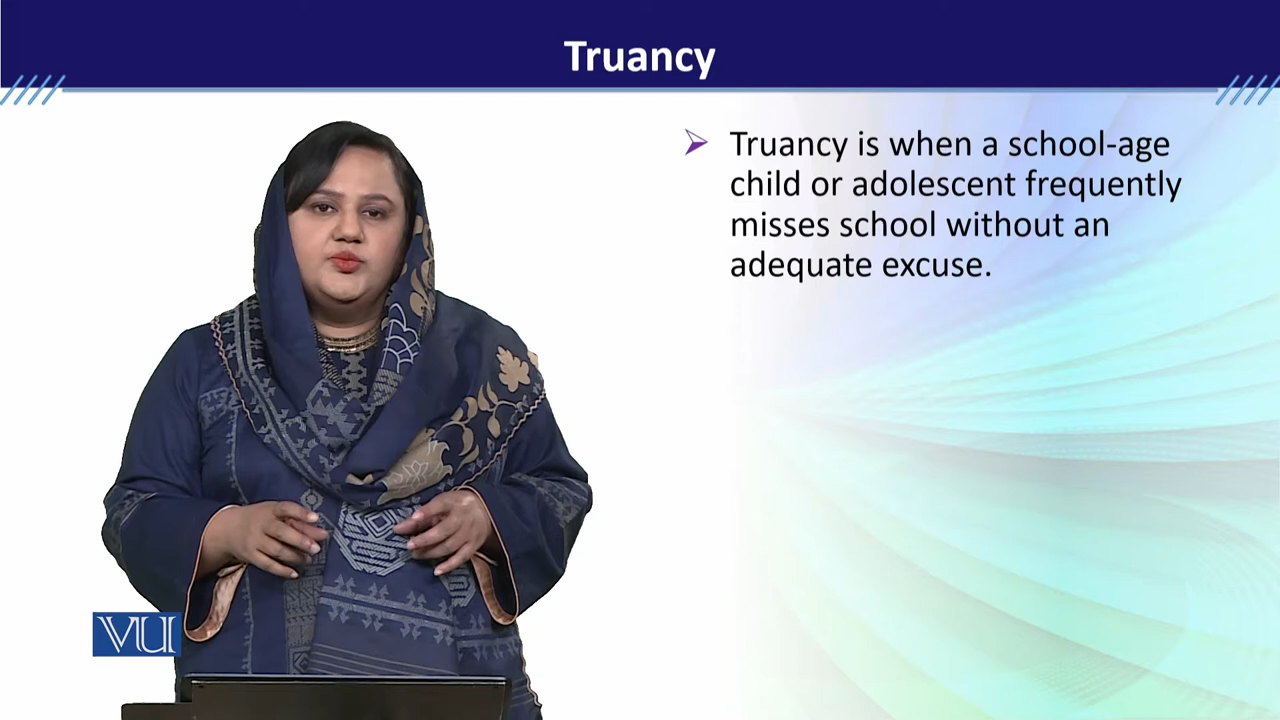 Truancy
Truancy is when a school-age
child or adolescent frequently
misses school without an
adequate excuse.
VU